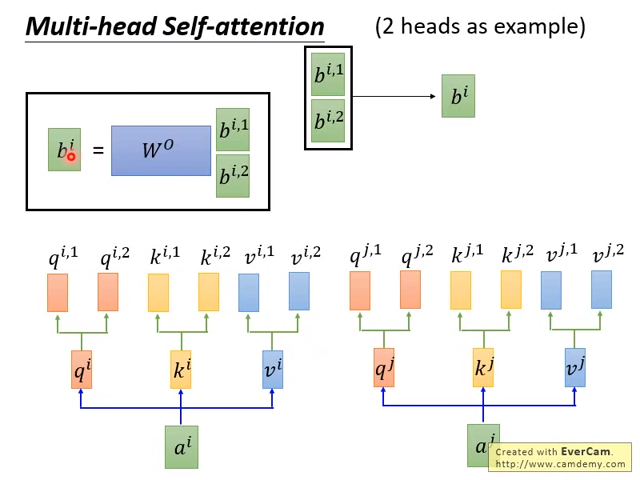 Multi-head Self-attention (2 heads as example)
b^{i,1}
b^{i,2}
b^i
b^i = W^O b^{i,1}
b^{i,2}
q^{i,1} q^{i,2} k^{i,1} k^{i,2} v^{i,1} v^{i,2} q^{j,1} q^{j,2} k^{j,1} k^{j,2} v^{j,1} v^{j,2}
q^i k^i v^i q^j k^j v^j
a^i a^j
Created with EverCam.
http://www.camdemy.com